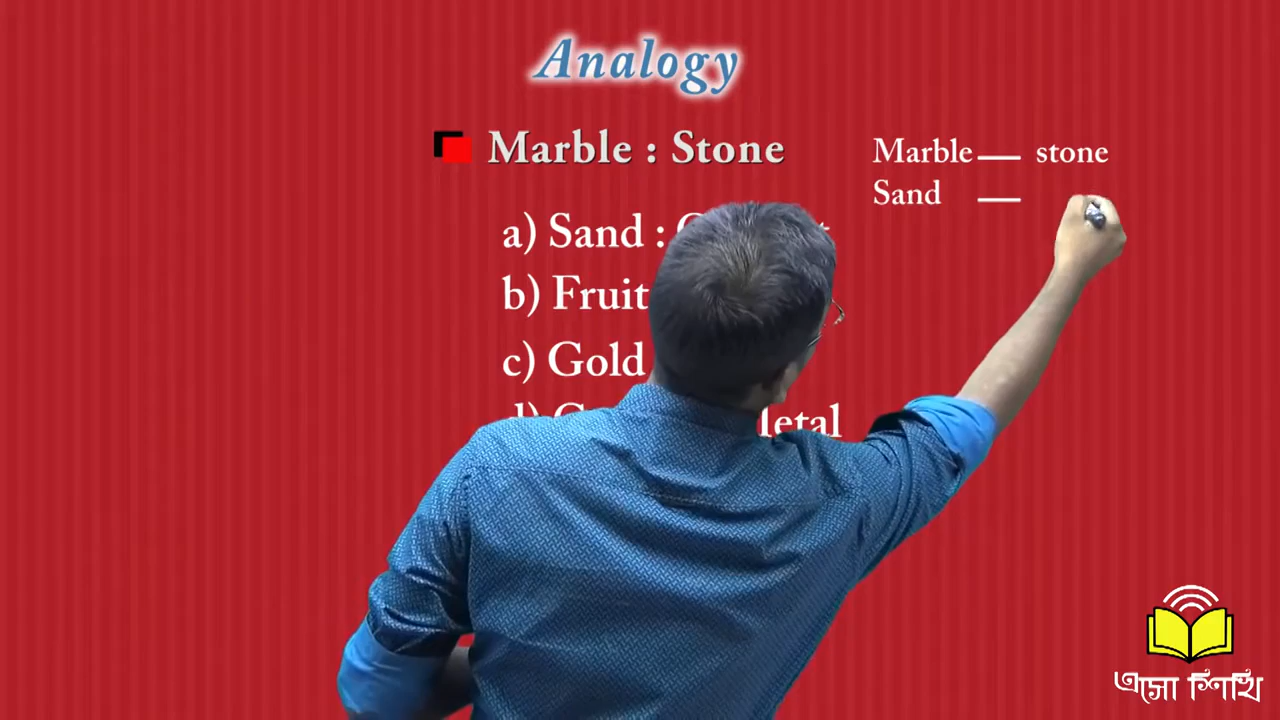 Analogy
Marble : Stone
a) Sand :
b) Fruit
c) Gold
Marble — stone
Sand —
এসো শিখি